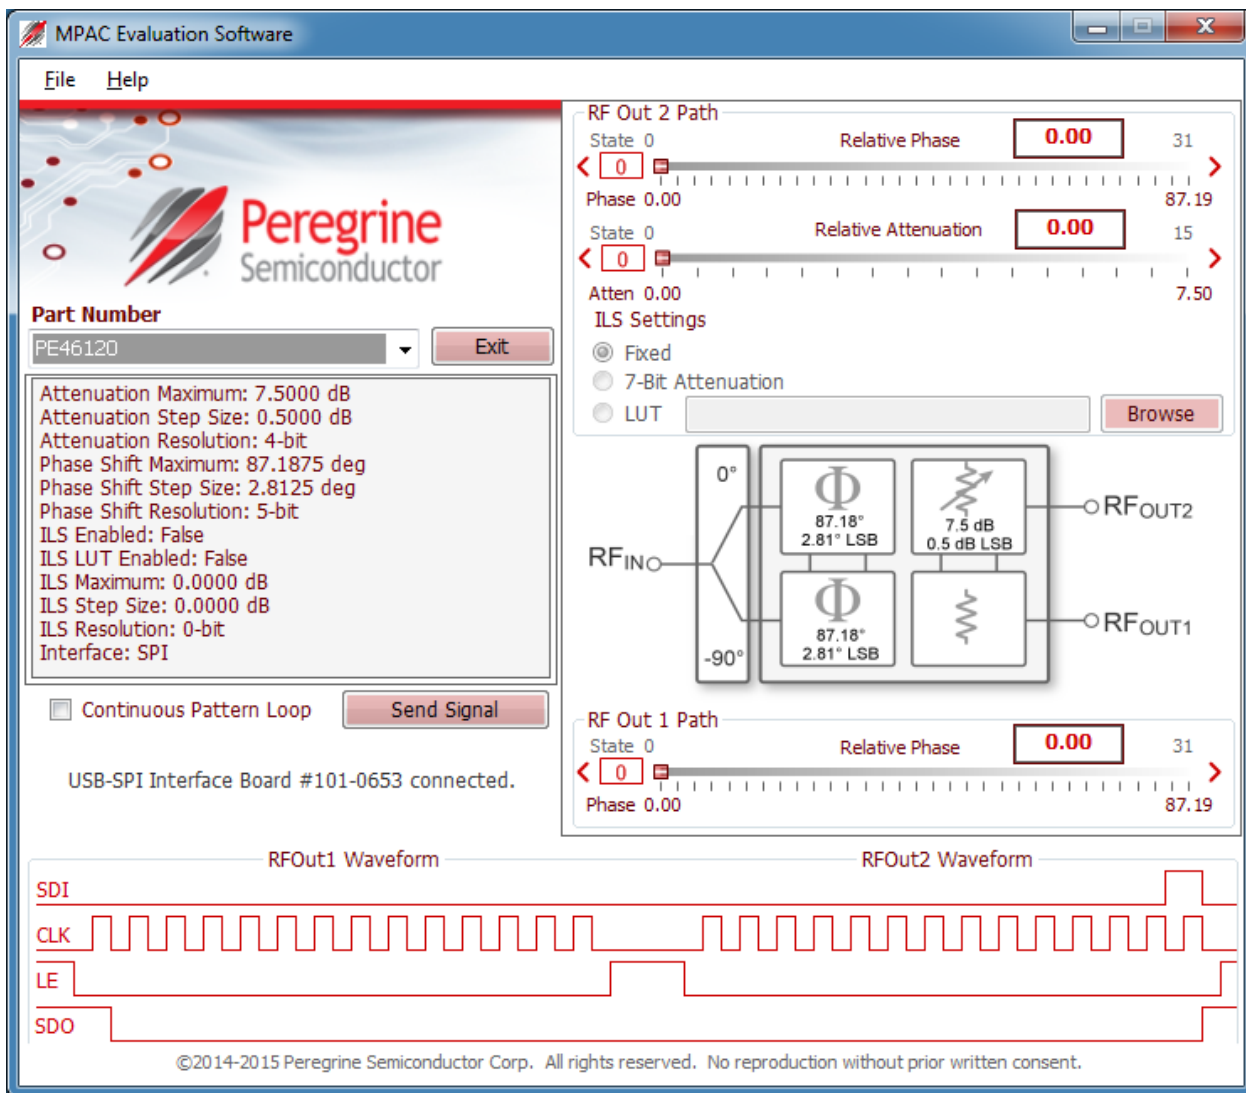 MPAC Evaluation Software
File Help
Peregrine
Semiconductor
Part Number
PE46120
Exit
Attenuation Maximum: 7.5000 dB
Attenuation Step Size: 0.5000 dB
Attenuation Resolution: 4-bit
Phase Shift Maximum: 87.1875 deg
Phase Shift Step Size: 2.8125 deg
Phase Shift Resolution: 5-bit
ILS Enabled: False
ILS LUT Enabled: False
ILS Maximum: 0.0000 dB
ILS Step Size: 0.0000 dB
ILS Resolution: 0-bit
Interface: SPI
Continuous Pattern Loop
Send Signal
USB-SPI Interface Board #101-0653 connected.
RF Out 2 Path
State 0 Relative Phase 0.00 31
0
Phase 0.00 87.19
State 0 Relative Attenuation 0.00 15
0
Atten 0.00 7.50
ILS Settings
Fixed
7-Bit Attenuation
LUT Browse
0°
Φ
87.18°
2.81° LSB
7.5 dB
0.5 dB LSB
RFOUT2
RFIN
Φ
87.18°
2.81° LSB
-90°
RFOUT1
RF Out 1 Path
State 0 Relative Phase 0.00 31
0
Phase 0.00 87.19
RFOut1 Waveform RFOut2 Waveform
SDI
CLK
LE
SDO
©2014-2015 Peregrine Semiconductor Corp. All rights reserved. No reproduction without prior written consent.